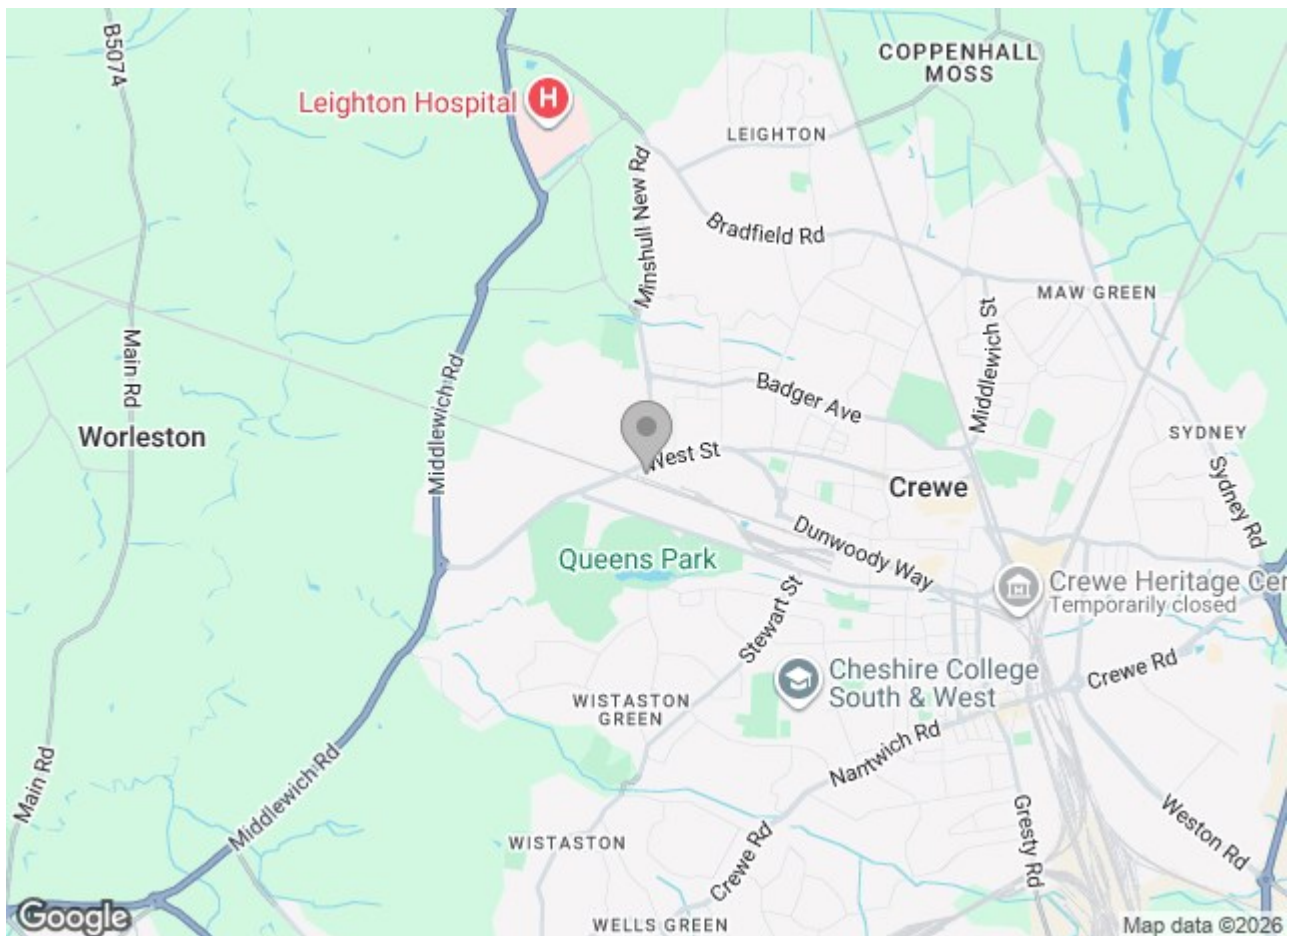 B5074
COPPENHALL
MOSS
Leighton Hospital
H
LEIGHTON
Minshull New Rd
Bradfield Rd
MAW GREEN
Middlewich St
Main Rd
Middlewich Rd
Badger Ave
Worleston
West St
SYDNEY
Crewe
Sydney Rd
Dunwoody Way
Queens Park
Crewe Heritage Cen
Temporarily closed
Stewart St
Cheshire College
South & West
Crewe Rd
WISTASTON
GREEN
Nantwich Rd
Main Rd
Middlewich Rd
Gresty Rd
Weston Rd
WISTASTON
Crewe Rd
WELLS GREEN
Google
Map data ©2026